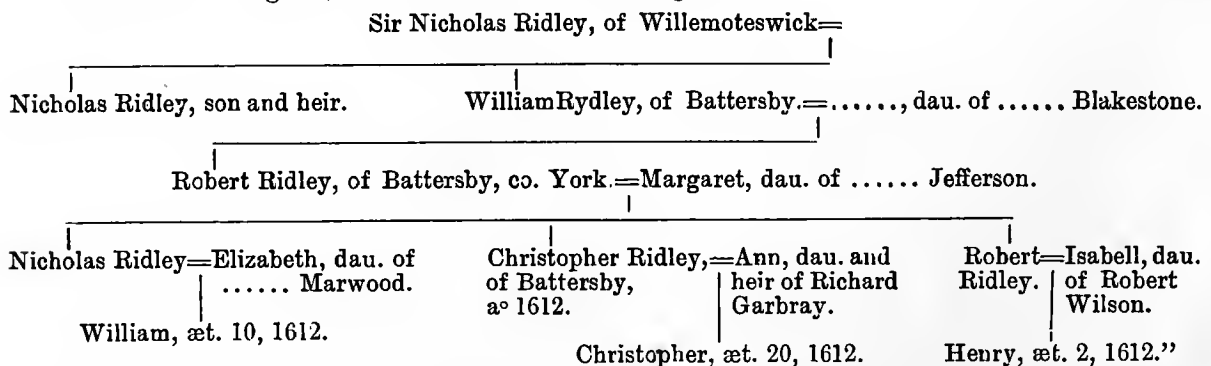 Sir Nicholas Ridley, of Willemoteswick=
Nicholas Ridley, son and heir. WilliamRydley, of Battersby.=......, dau. of ...... Blakestone.
Robert Ridley, of Battersby, co. York.=Margaret, dau. of ...... Jefferson.
Nicholas Ridley=Elizabeth, dau. of
...... Marwood.
William, æt. 10, 1612.
Christopher Ridley,=Ann, dau. and
of Battersby, heir of Richard
aº 1612. Garbray.
Christopher, æt. 20, 1612.
Robert=Isabell, dau.
Ridley. of Robert
Wilson.
Henry, æt. 2, 1612.”